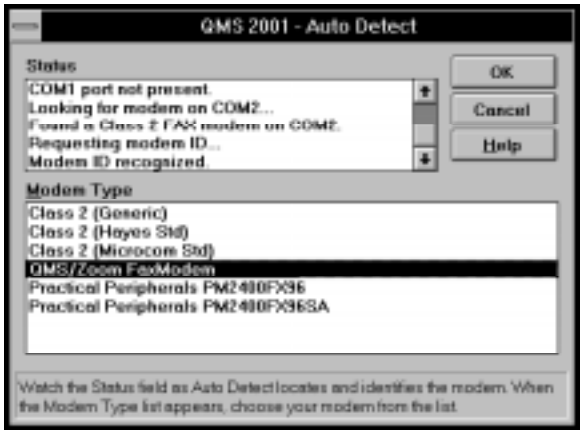 QMS 2001 - Auto Detect
Status
COM1 port not present.
Looking for modem on COM2...
Found a Class 2 FAX modem on COM2.
Requesting modem ID...
Modem ID recognized.
OK
Cancel
Help
Modem Type
Class 2 (Generic)
Class 2 (Hayes Std)
Class 2 (Microcom Std)
QMS/Zoom FaxModem
Practical Peripherals PM2400FX96
Practical Peripherals PM2400FX96SA
Watch the Status field as Auto Detect locates and identifies the modem. When
the Modem Type list appears, choose your modem from the list.